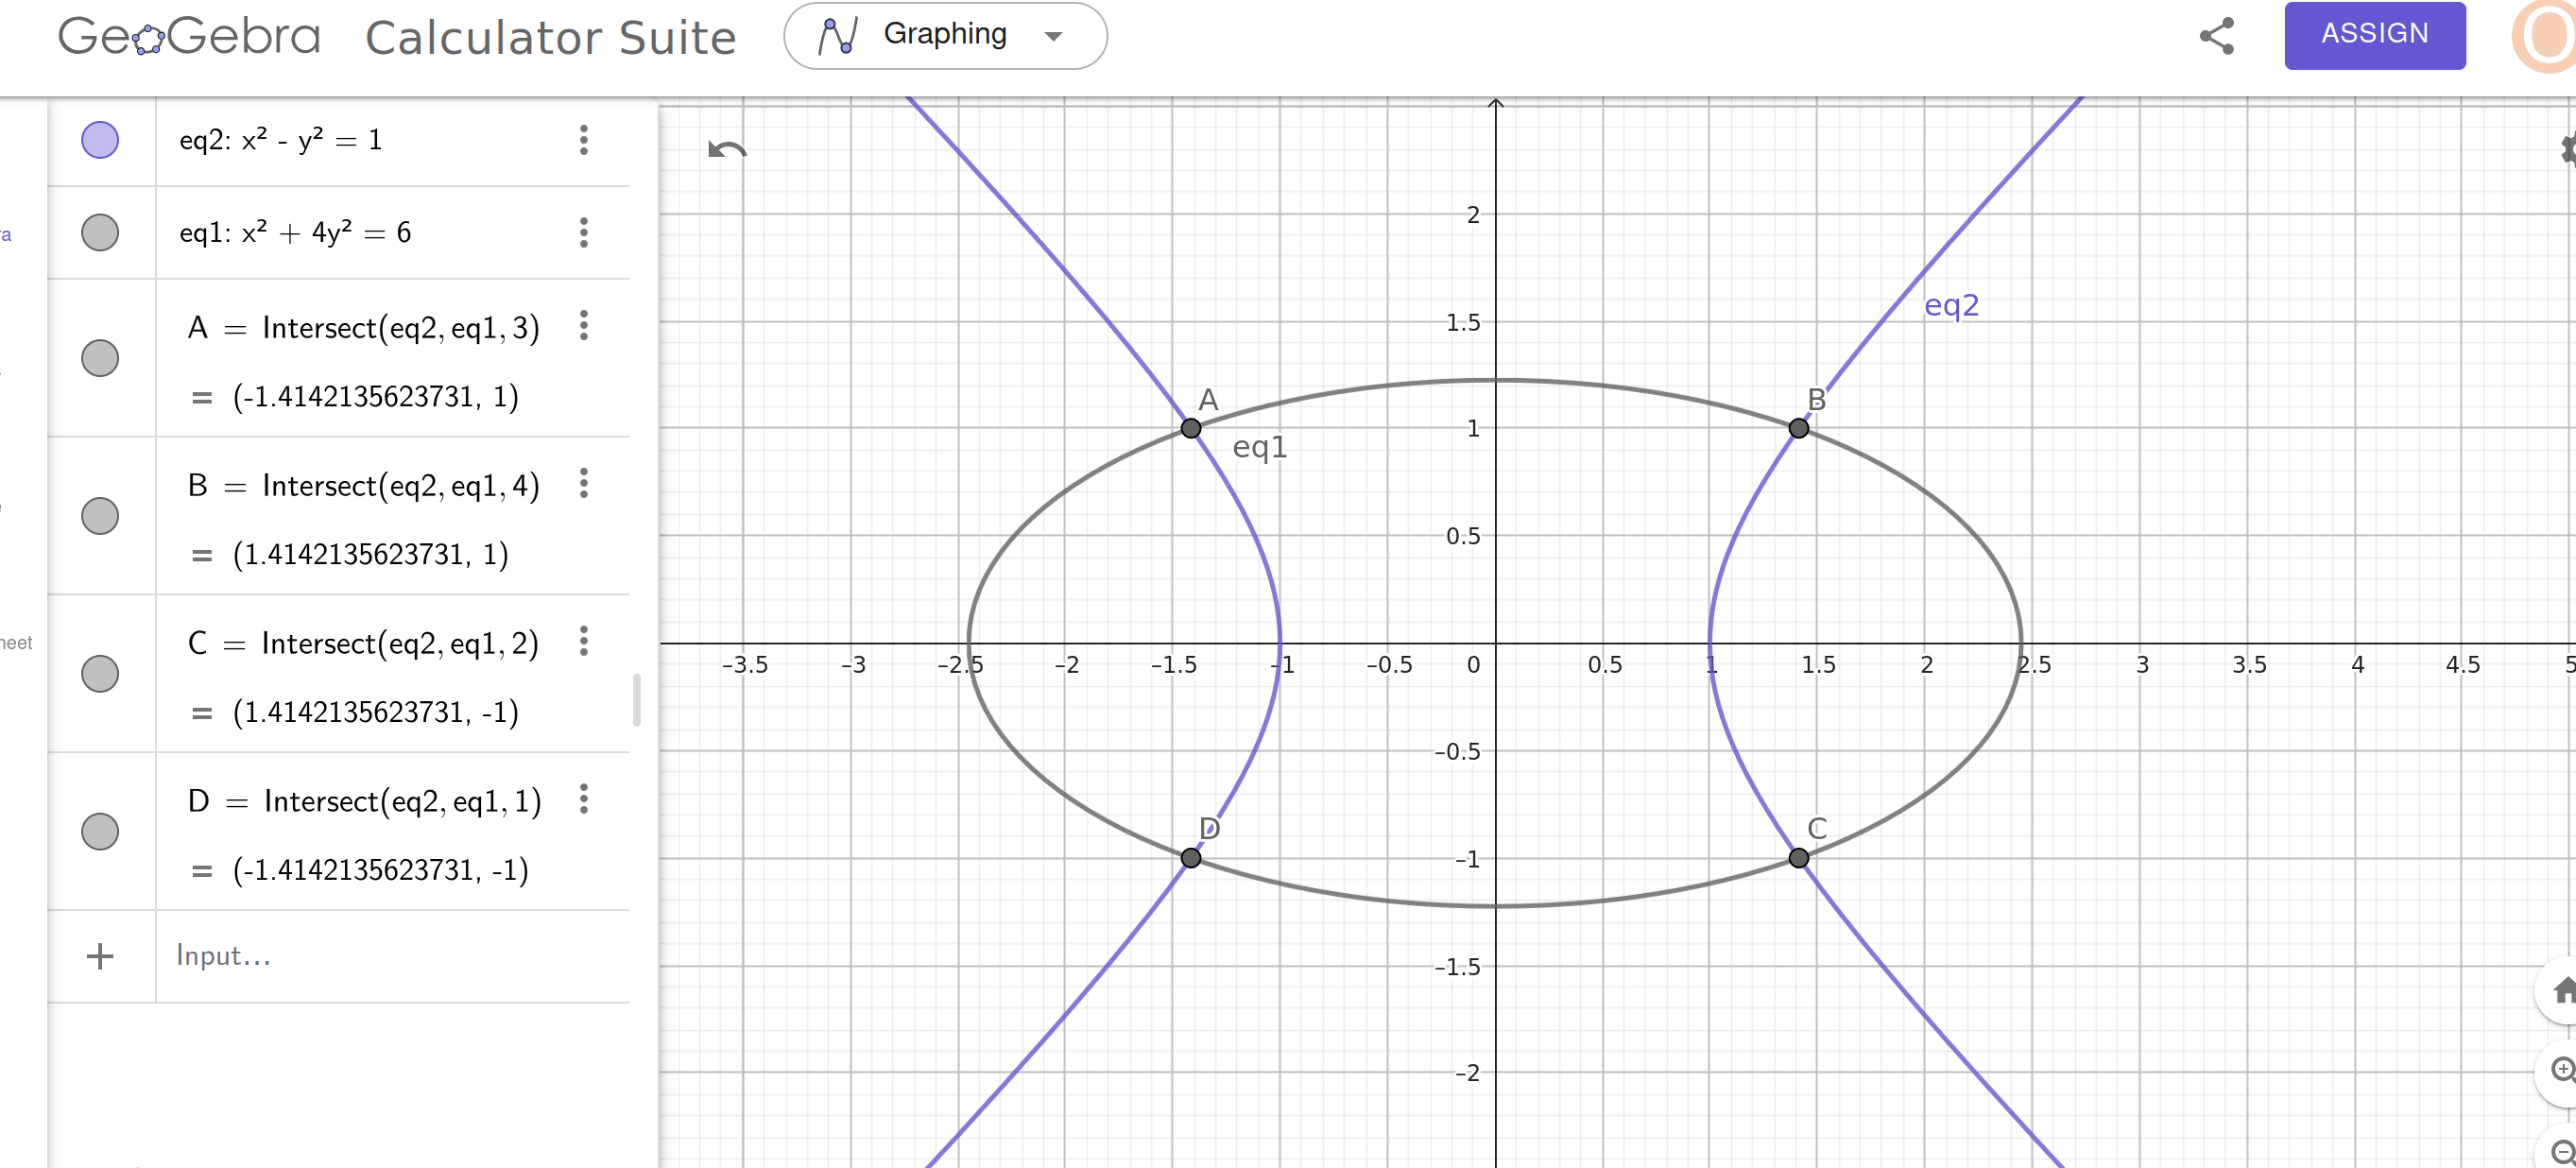 GeoGebra Calculator Suite Graphing ASSIGN O
eq2: x² - y² = 1
eq1: x² + 4y² = 6
A = Intersect(eq2, eq1, 3)
= (-1.4142135623731, 1)
B = Intersect(eq2, eq1, 4)
= (1.4142135623731, 1)
C = Intersect(eq2, eq1, 2)
= (1.4142135623731, -1)
D = Intersect(eq2, eq1, 1)
= (-1.4142135623731, -1)
+ Input...
2
1.5
eq2
A
B
eq1
1
0.5
–3.5 –3 –2.5 –2 –1.5 –1 –0.5 0 0.5 1 1.5 2 2.5 3 3.5 4 4.5 5
–0.5
D
C
–1
–1.5
–2